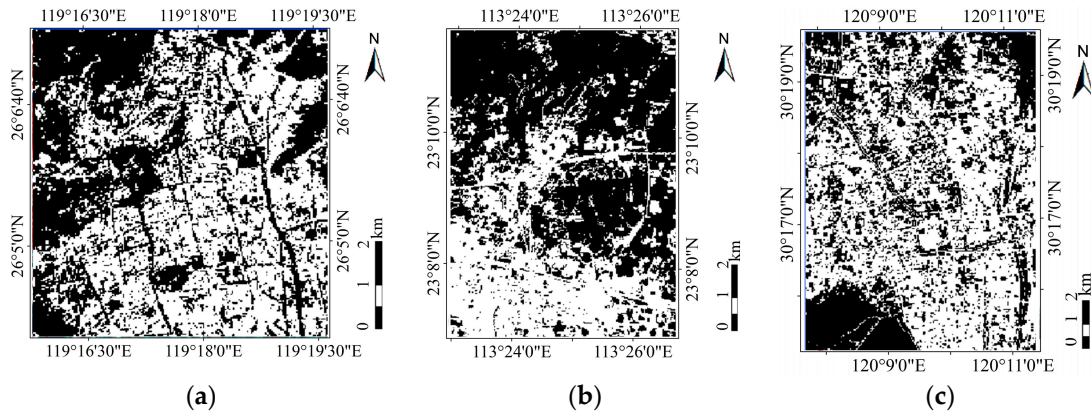 119°16'30"E 119°18'0"E 119°19'30"E
26°6'40"N 26°6'40"N
26°5'0"N 26°5'0"N
0 1 2 km
119°16'30"E 119°18'0"E 119°19'30"E
(a)
113°24'0"E 113°26'0"E
23°10'0"N 23°10'0"N
23°8'0"N 23°8'0"N
0 1 2 km
113°24'0"E 113°26'0"E
(b)
120°9'0"E 120°11'0"E
30°19'0"N 30°19'0"N
30°17'0"N 30°17'0"N
0 1 2 km
120°9'0"E 120°11'0"E
(c)